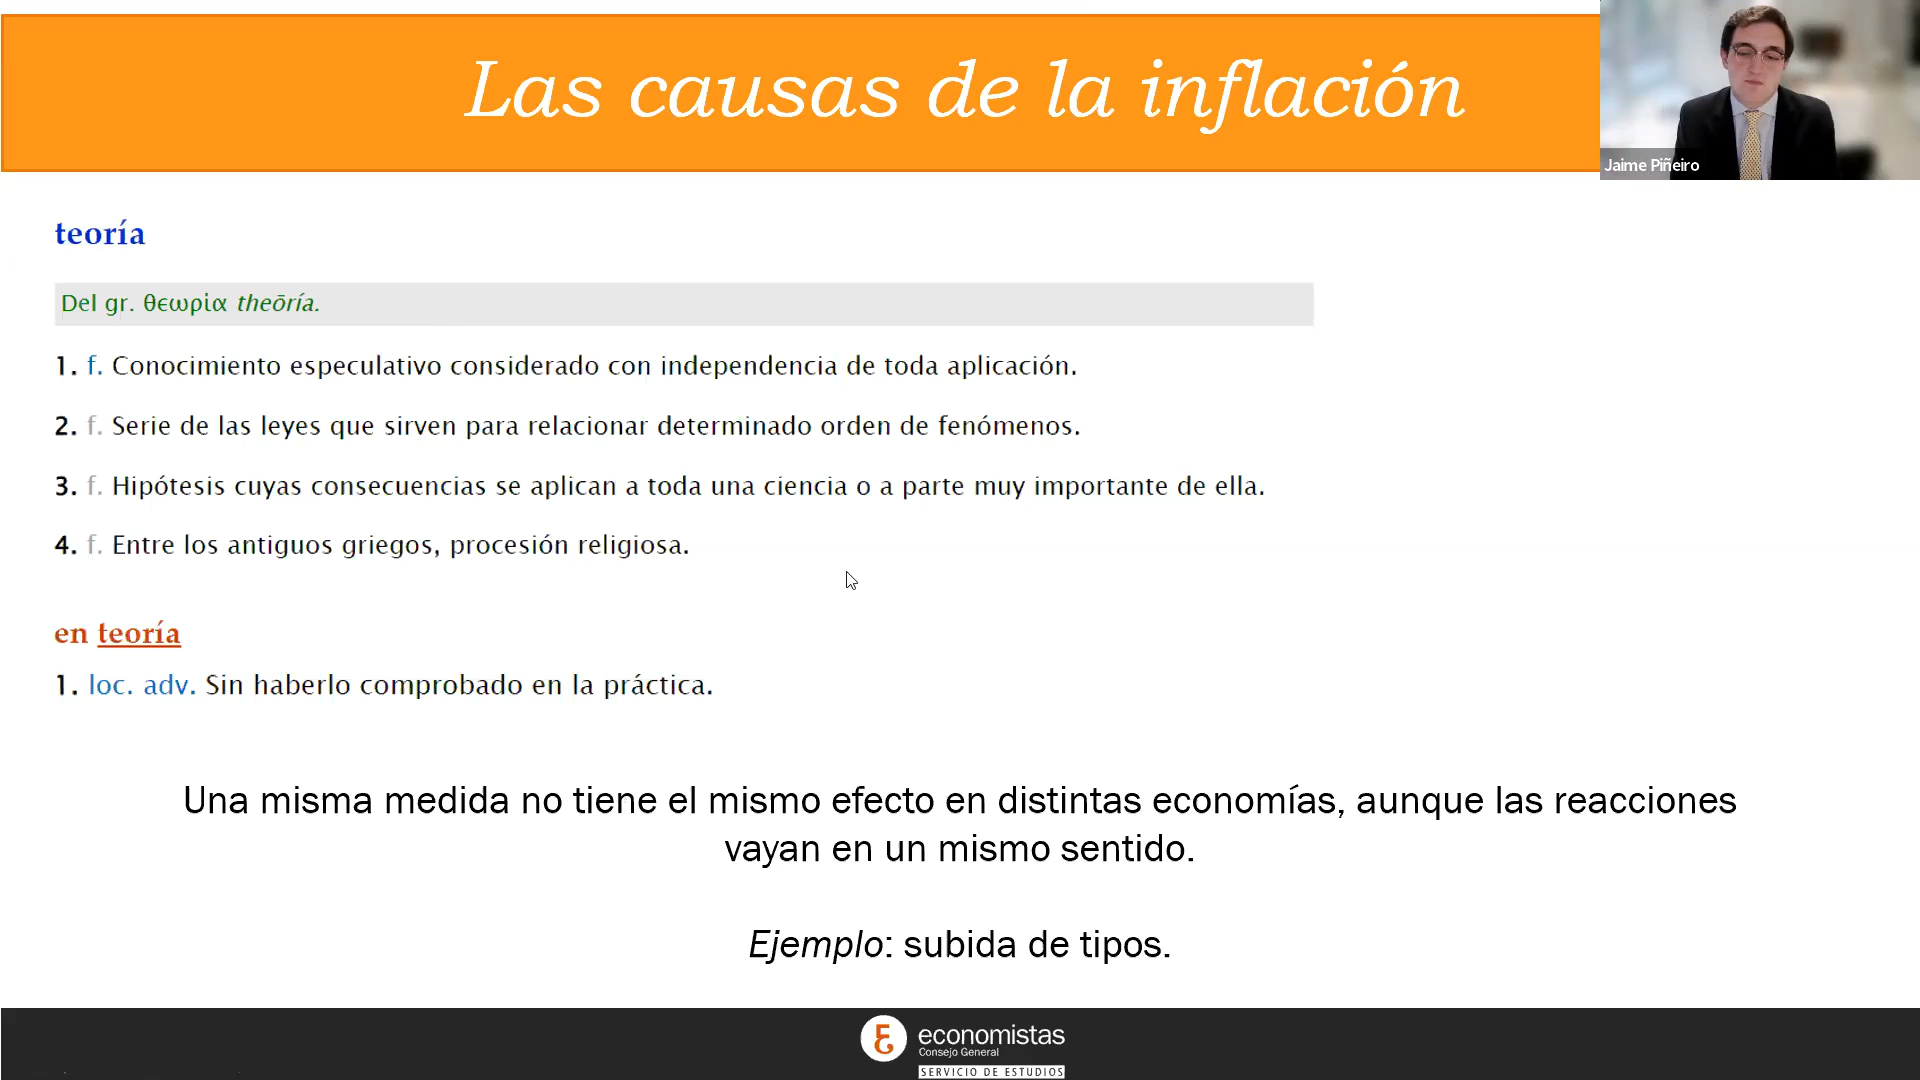 Las causas de la inflación
Jaime Piñeiro
teoría
Del gr. θεωρία theōría.
1. f. Conocimiento especulativo considerado con independencia de toda aplicación.
2. f. Serie de las leyes que sirven para relacionar determinado orden de fenómenos.
3. f. Hipótesis cuyas consecuencias se aplican a toda una ciencia o a parte muy importante de ella.
4. f. Entre los antiguos griegos, procesión religiosa.
en teoría
1. loc. adv. Sin haberlo comprobado en la práctica.
Una misma medida no tiene el mismo efecto en distintas economías, aunque las reacciones
vayan en un mismo sentido.
Ejemplo: subida de tipos.
economistas
Consejo General
SERVICIO DE ESTUDIOS